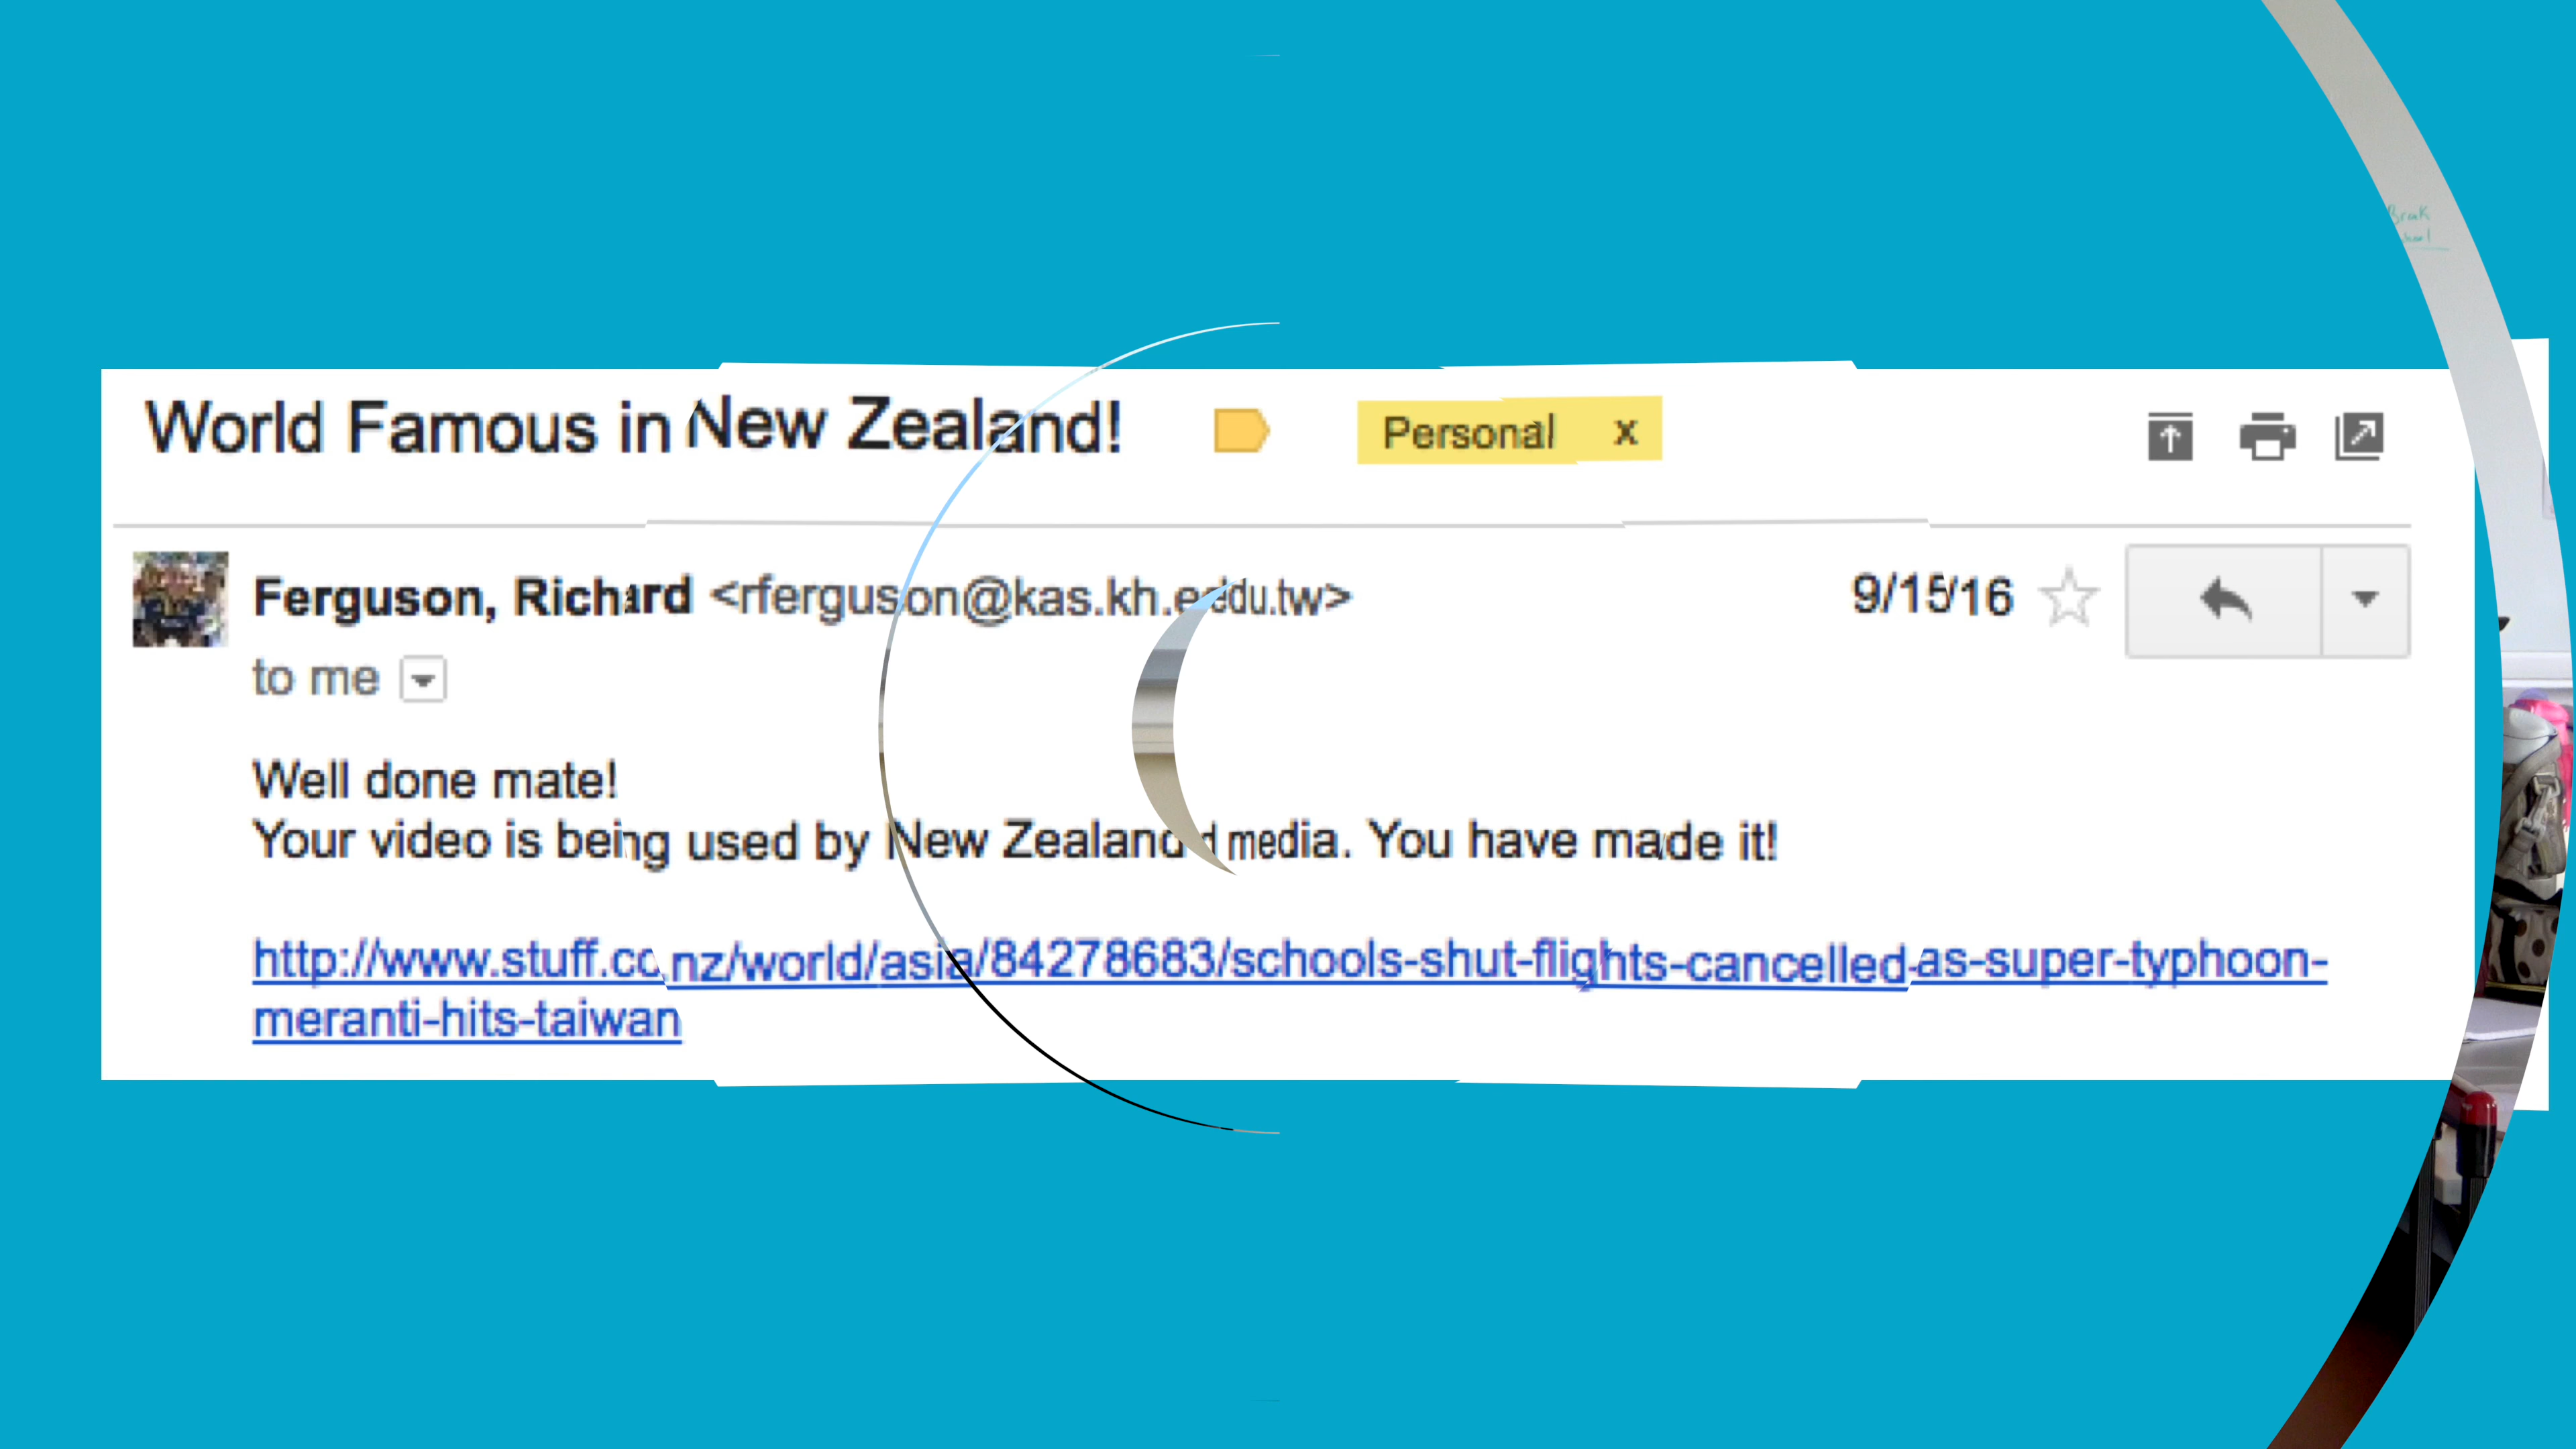 World Famous in New Zealand! Personal x
Ferguson, Richard <rferguson@kas.kh.edu.tw> 9/15/16
to me
Well done mate!
Your video is being used by New Zealand media. You have made it!
http://www.stuff.co.nz/world/asia/84278683/schools-shut-flights-cancelled-as-super-typhoon-
meranti-hits-taiwan